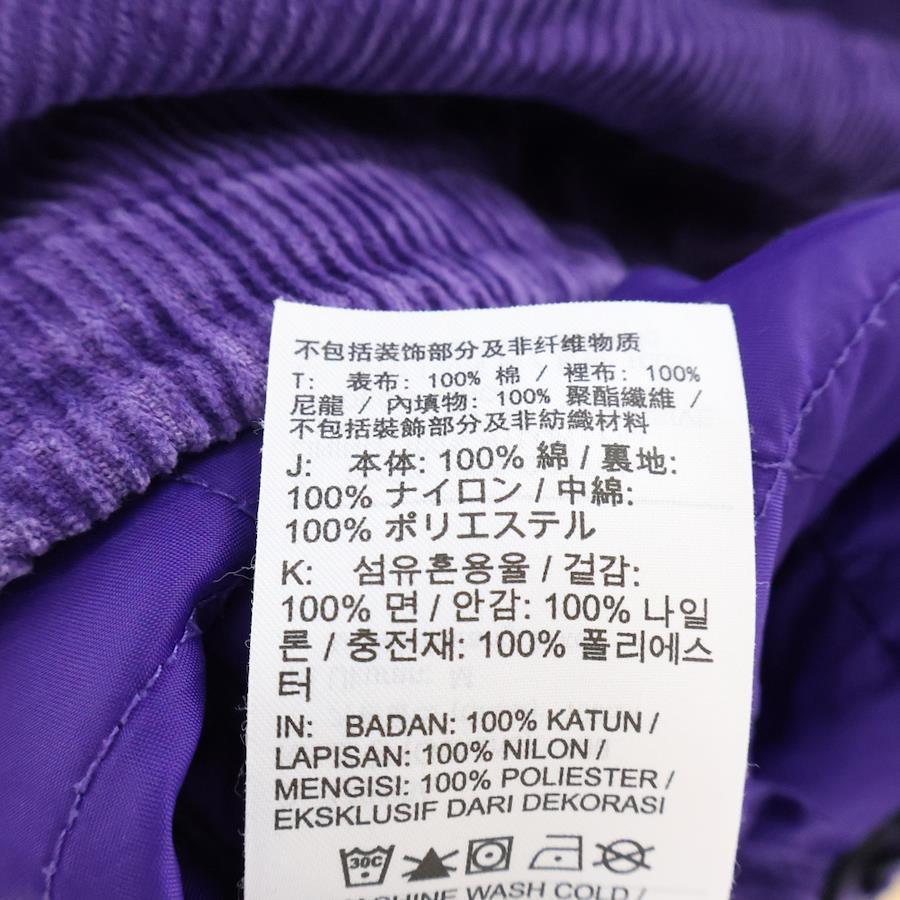 不包括装饰部分及非纤维物质
T: 表布: 100% 棉 / 裡布: 100%
尼龍 / 內填物: 100% 聚酯纖維 /
不包括裝飾部分及非紡織材料
J: 本体: 100% 綿 / 裏地:
100% ナイロン / 中綿:
100% ポリエステル
K: 섬유혼용율 / 겉감:
100% 면 / 안감: 100% 나일
론 / 충전재: 100% 폴리에스
터
IN: BADAN: 100% KATUN /
LAPISAN: 100% NILON /
MENGISI: 100% POLIESTER /
EKSKLUSIF DARI DEKORASI
30C
MACHINE WASH COLD /